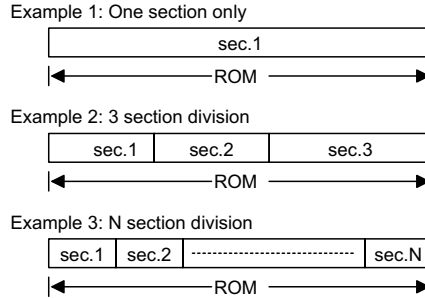 Example 1: One section only
sec.1
ROM
Example 2: 3 section division
sec.1 sec.2 sec.3
ROM
Example 3: N section division
sec.1 sec.2 sec.N
ROM